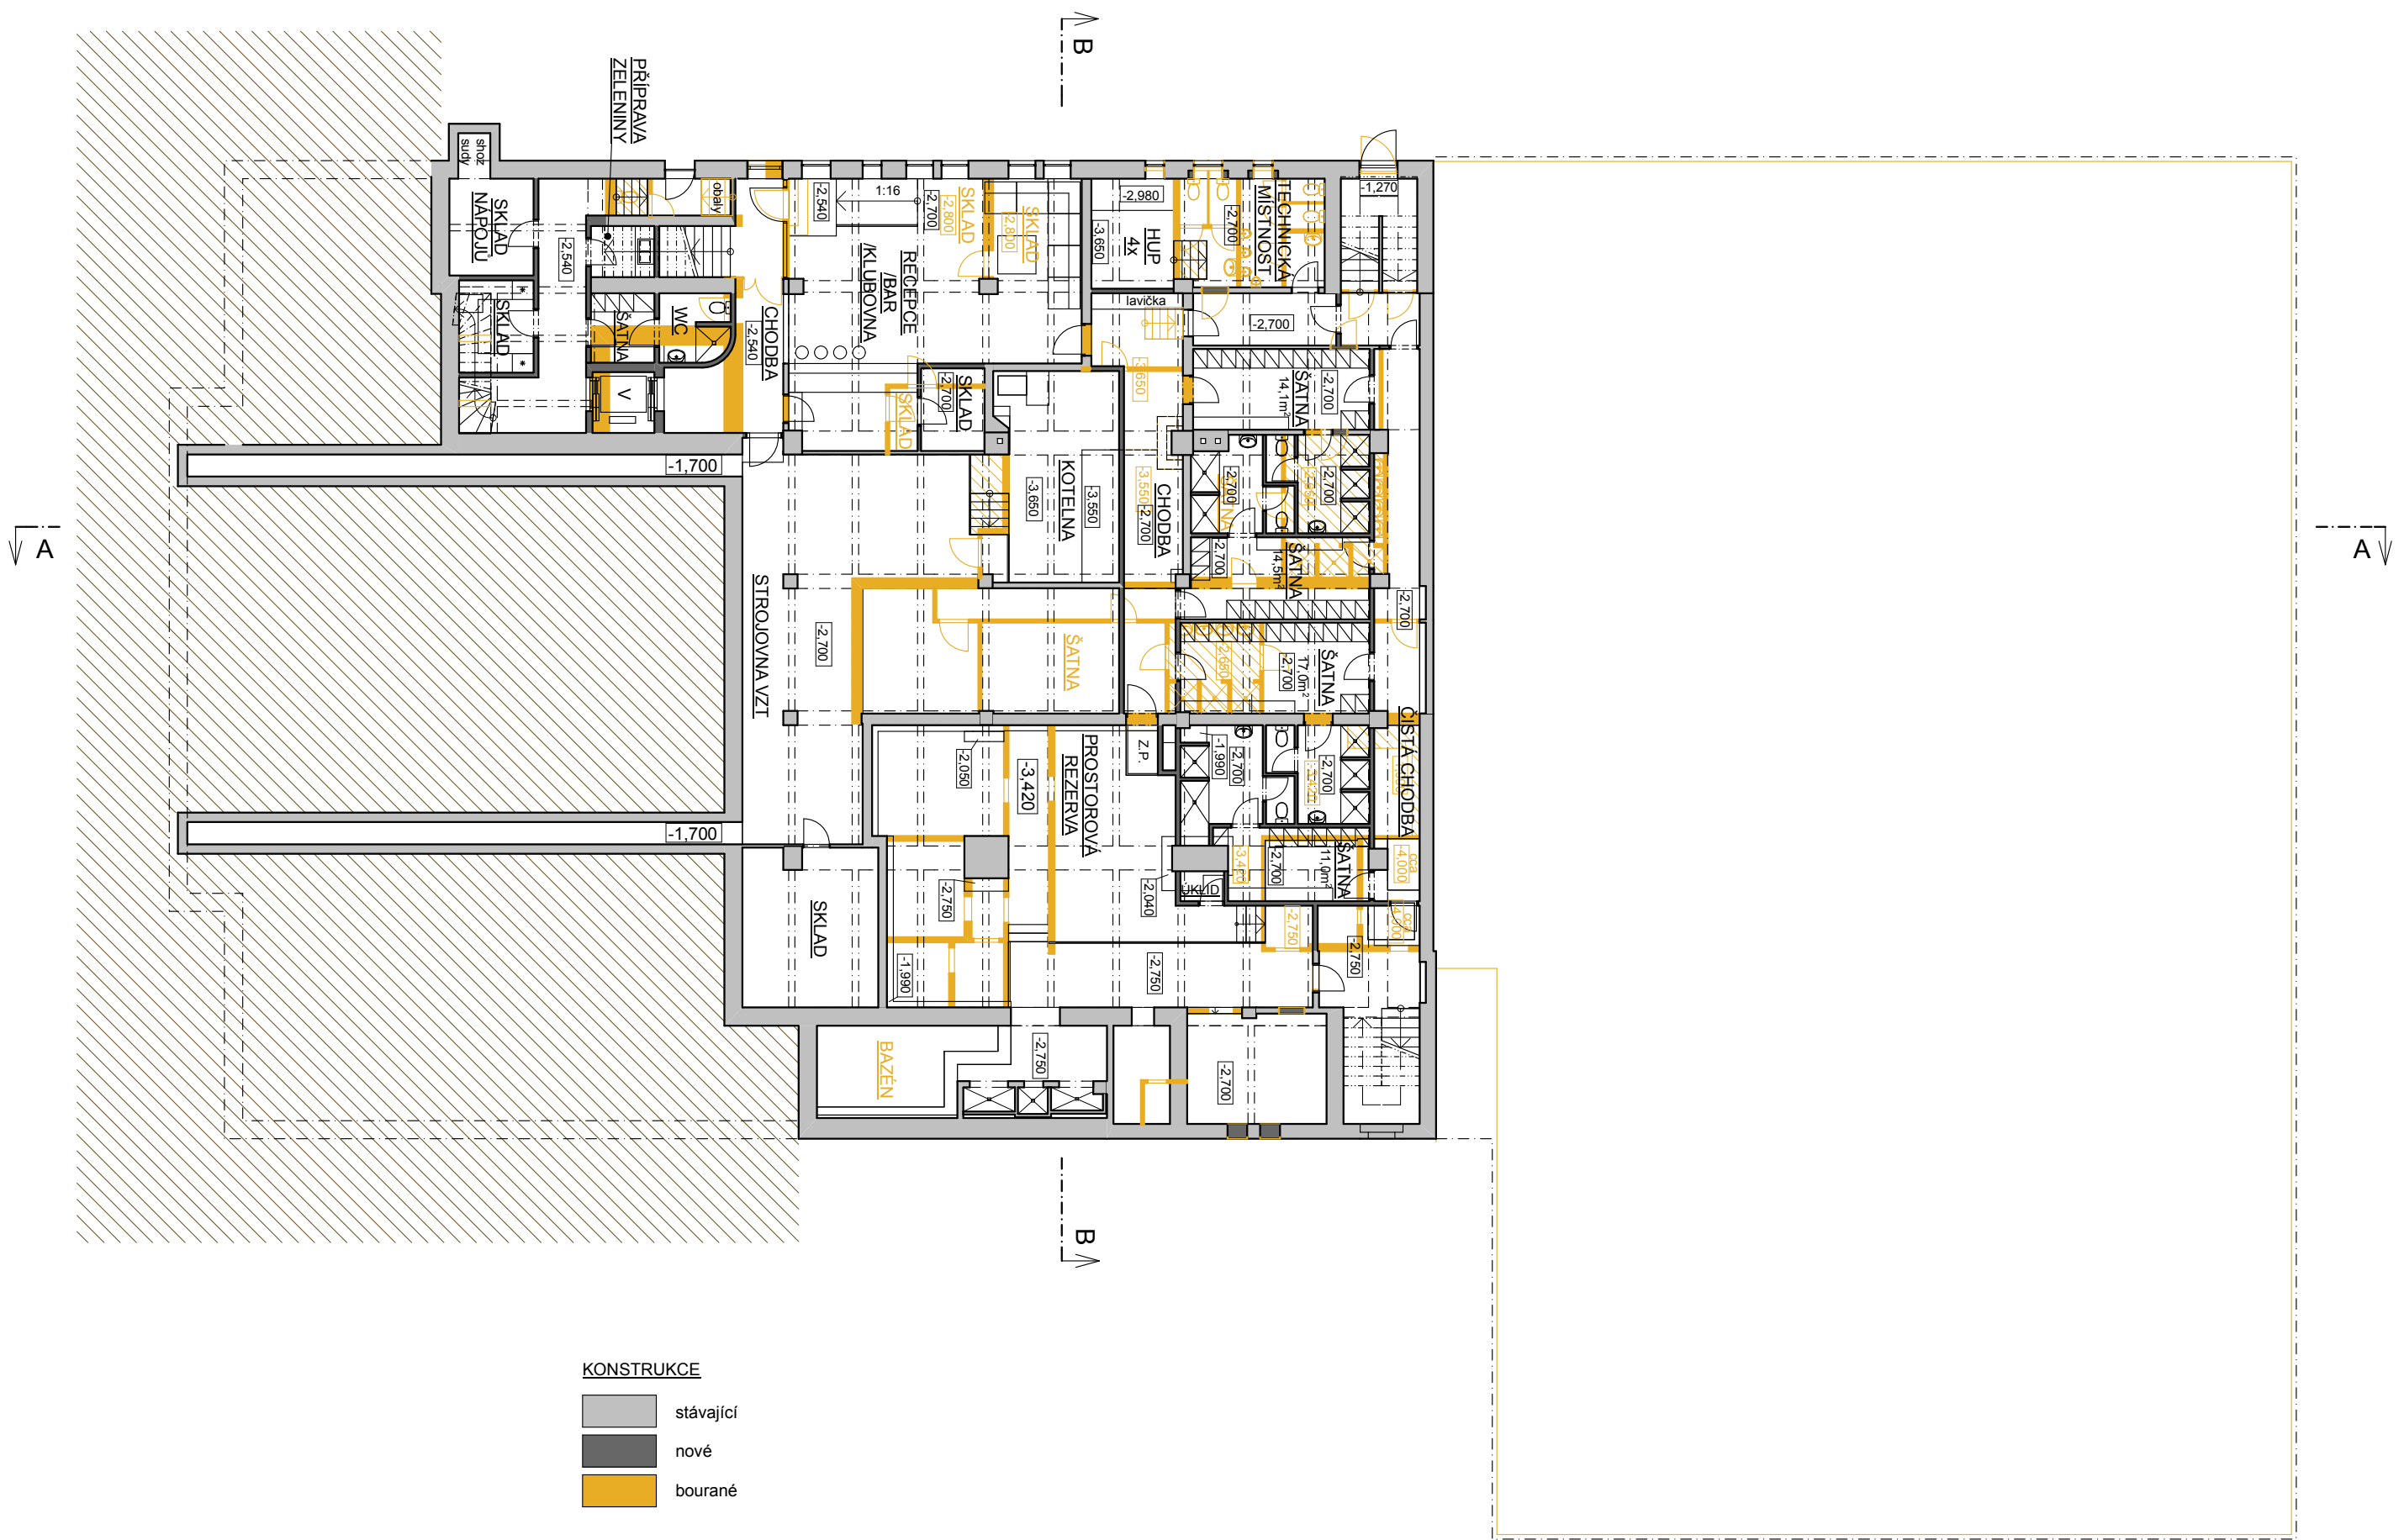 B
PŘÍPRAVA
ZELENINY
shoz
sudy
SKLAD
NÁPOJŮ
-2,540
obaly
SKLAD
ŠATNA
WC
V
CHODBA
-2,540
-2,540
1:16
-2,700
-2,800
SKLAD
SKLAD
-2,800
RECEPCE
/BAR
/KLUBOVNA
-2,980
-3,650
HUP
4x
-2,700
TECHNICKÁ
MÍSTNOST
-1,270
lavička
-2,700
-3,650
SKLAD
-2,700
SKLAD
ŠATNA
14,1m²
-2,700
-1,700
KOTELNA
-3,650
-3,550
CHODBA
-3,550
-2,700
-2,700
-2,700
A
A
-2,700
ŠATNA
14,5m²
-2,700
STROJOVNA VZT
-2,700
ŠATNA
-2,680
ŠATNA
17,0m²
-2,700
ČISTÁ CHODBA
-2,050
-3,420
PROSTOROVÁ
REZERVA
Z.P.
-1,990
-2,700
-2,700
-1,700
SKLAD
-2,750
-2,040
ÚKLID
-2,700
ŠATNA
11,0m²
-4,000
-1,990
-2,750
-2,750
-2,750
BAZÉN
-2,750
-2,700
B
KONSTRUKCE
stávající
nové
bourané